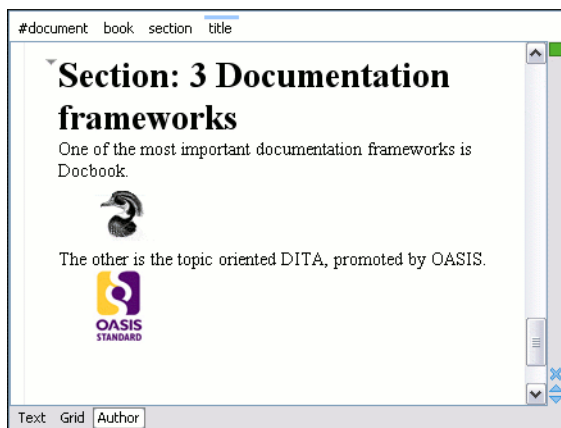 #document book section title
Section: 3 Documentation
frameworks
One of the most important documentation frameworks is
Docbook.
The other is the topic oriented DITA, promoted by OASIS.
OASIS
STANDARD
Text Grid Author